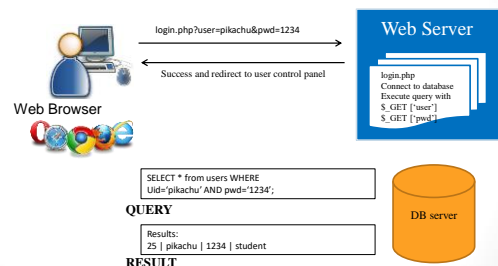 login.php?user=pikachu&pwd=1234
Web Server
Success and redirect to user control panel
login.php
Connect to database
Execute query with
$_GET ['user']
$_GET ['pwd']
Web Browser
SELECT * from users WHERE
Uid='pikachu' AND pwd='1234';
QUERY
DB server
Results:
25 | pikachu | 1234 | student
RESULT